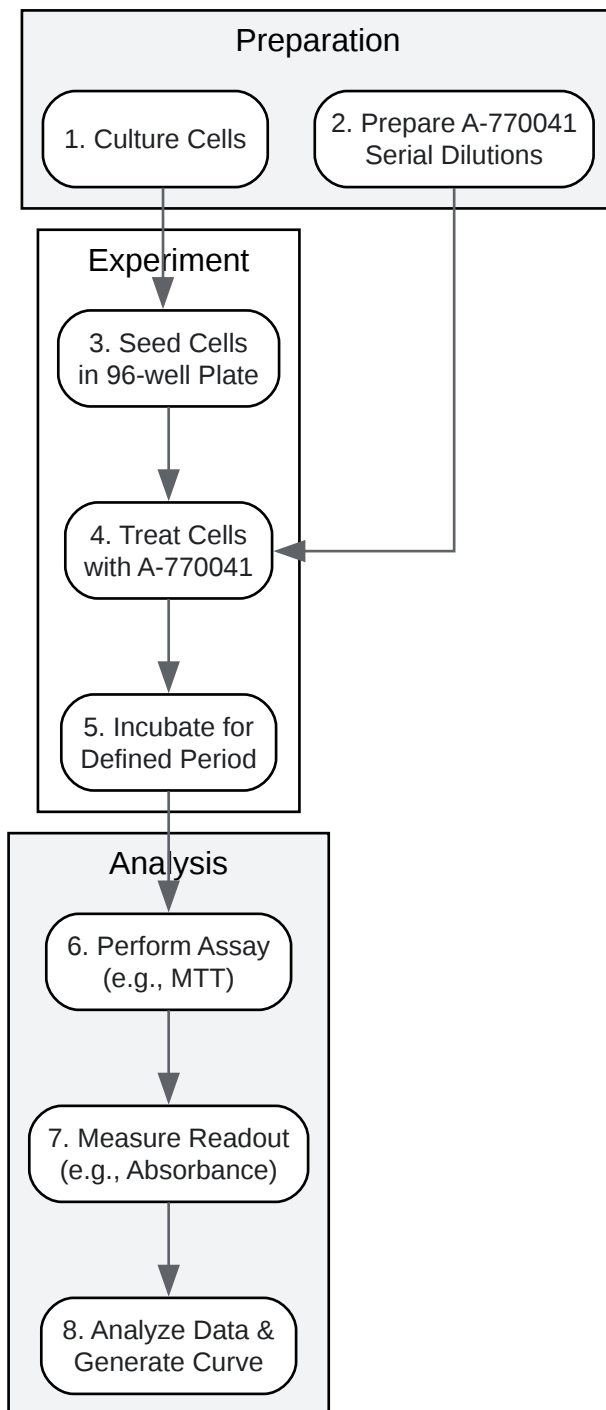 Preparation
1. Culture Cells
2. Prepare A-770041
Serial Dilutions
Experiment
3. Seed Cells
in 96-well Plate
4. Treat Cells
with A-770041
5. Incubate for
Defined Period
Analysis
6. Perform Assay
(e.g., MTT)
7. Measure Readout
(e.g., Absorbance)
8. Analyze Data &
Generate Curve